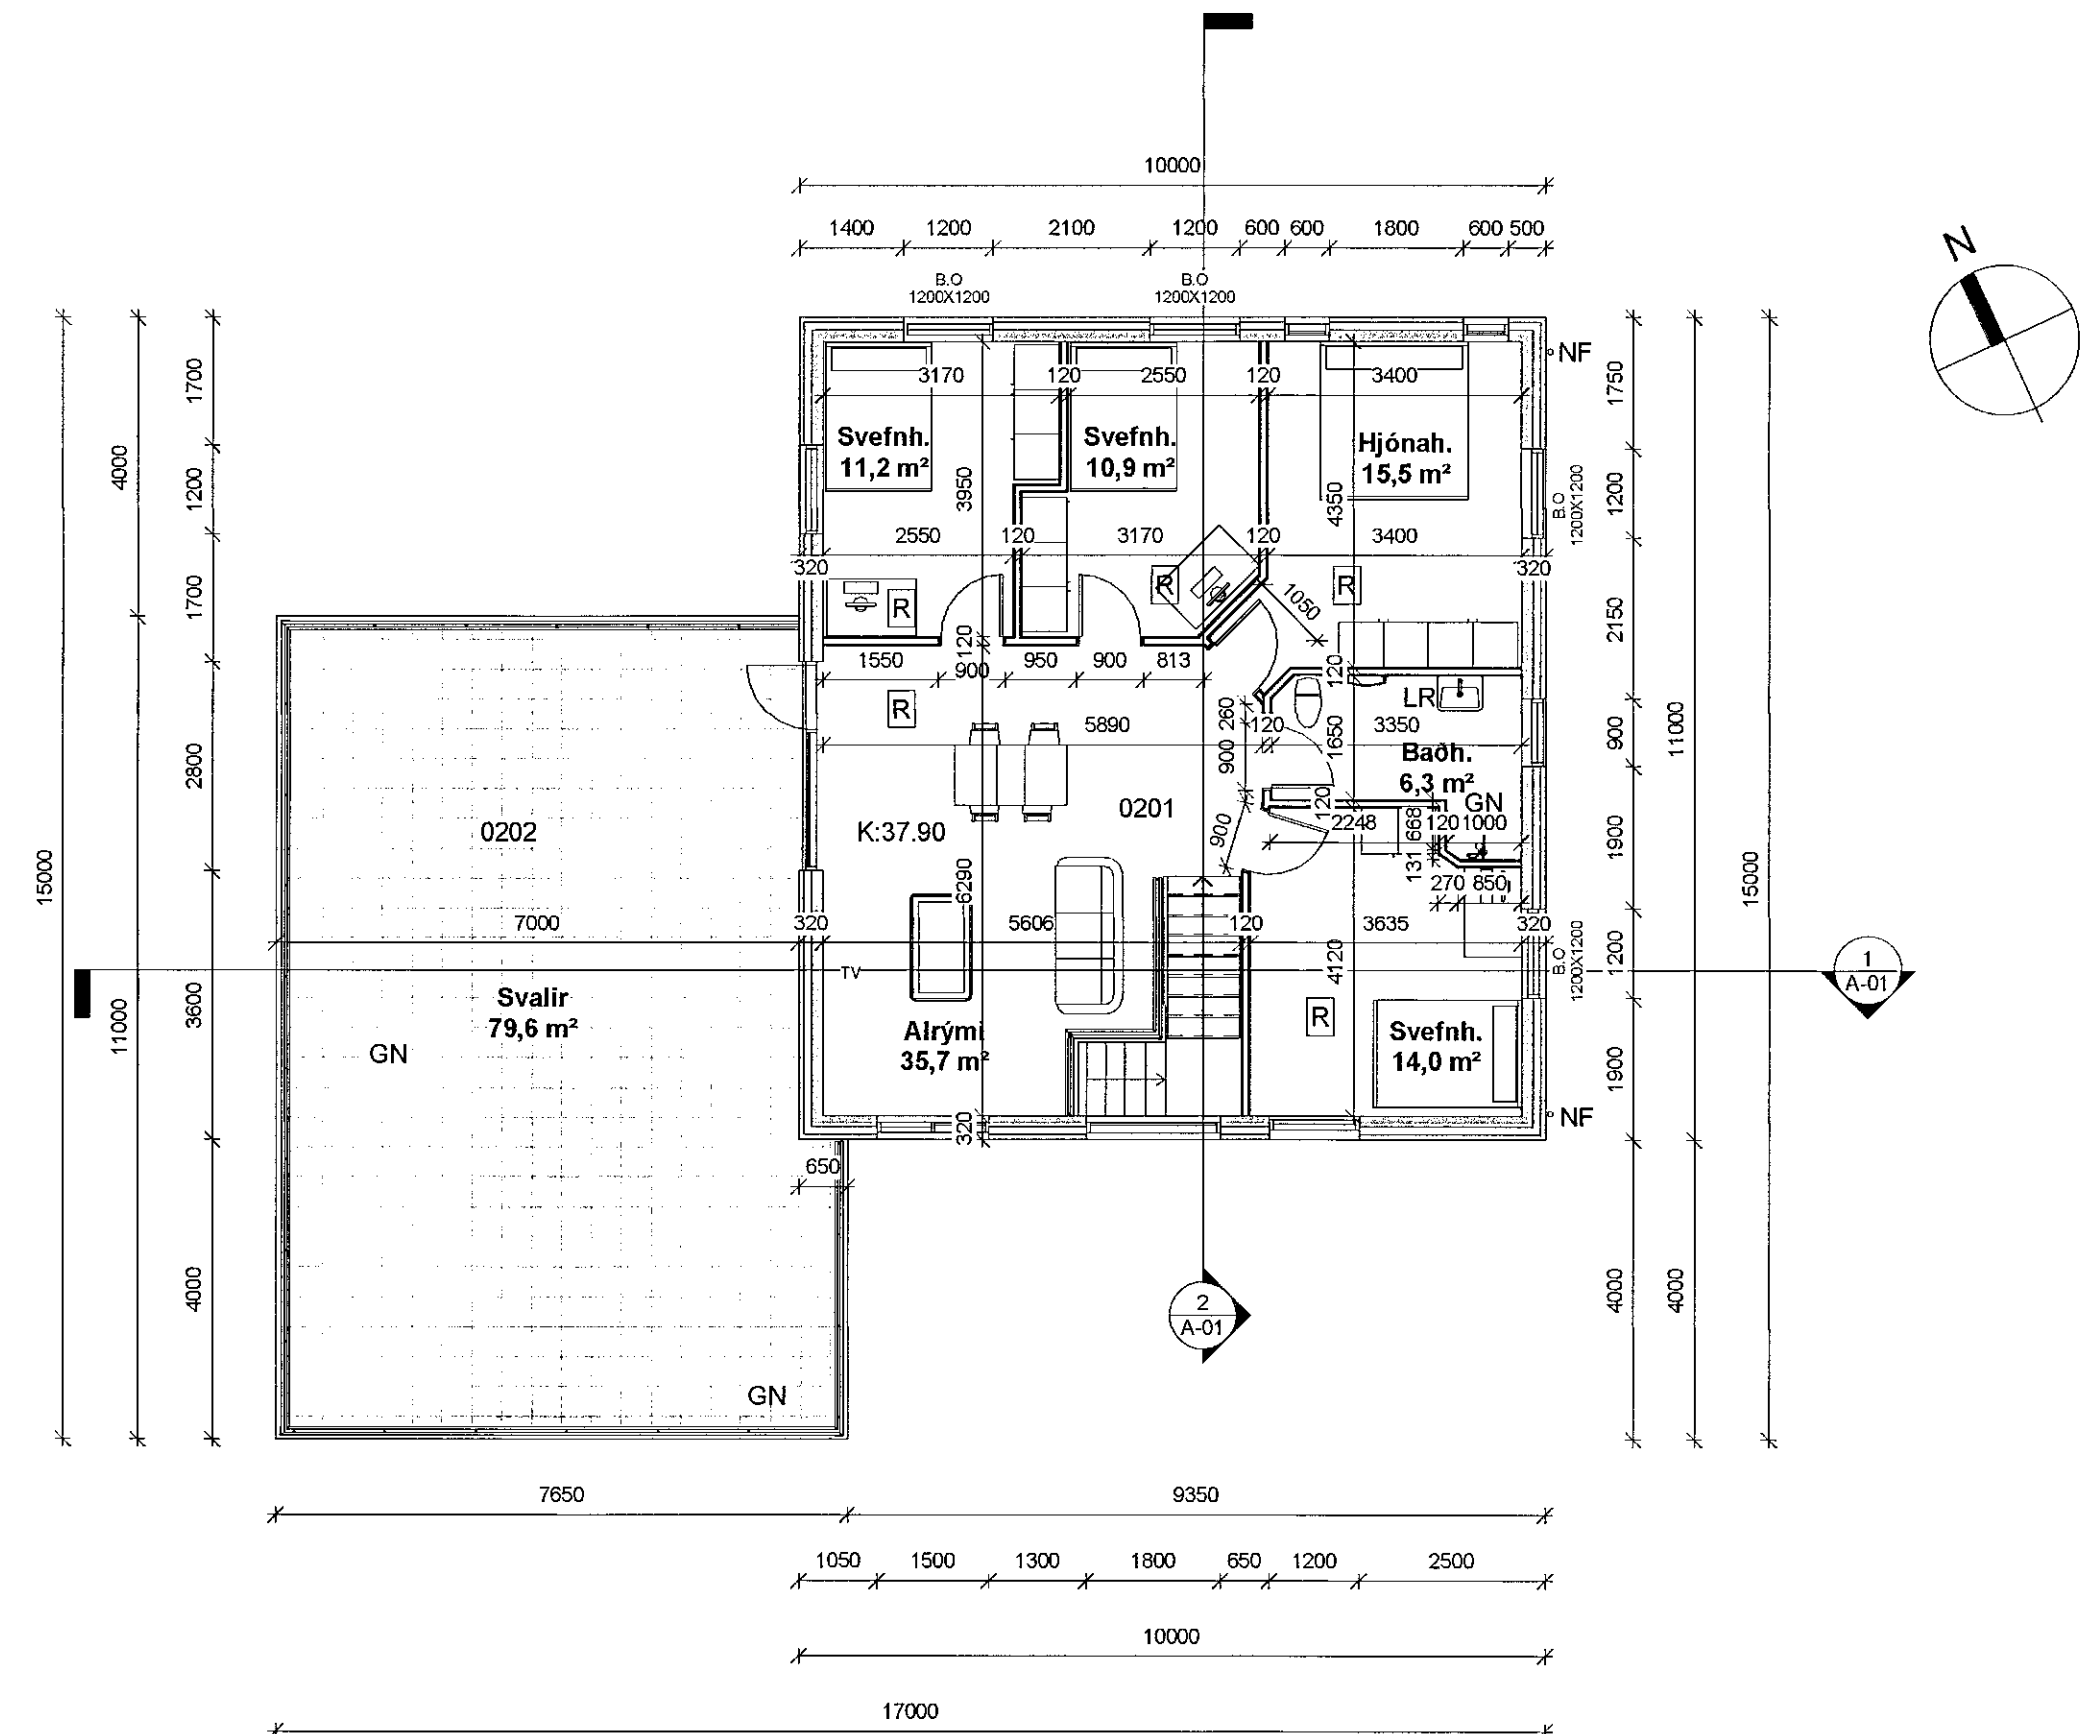 10000
1400 1200 2100 1200 600 600 1800 600 500
B.O
1200X1200
B.O
1200X1200
N
NF
3170 120 2550 120 3400
Svefnh.
11,2 m²
Svefnh.
10,9 m²
Hjónah.
15,5 m²
3950
4350
B.O
1200X1200
2550 120 3170 120 3400
320
320
R
R
R
1050
120
1550 900 950 900 813
120
R
LR
5890
260
120
1650
3350
900
Baðh.
6,3 m²
GN
0201
K:37.90
0202
120
2248
668
120
1000
900
131
270 850
6290
7000
320
5606
120
3635
320
B.O
1200X1200
TV
4120
1
A-01
Svalir
79,6 m²
GN
Alrými
35,7 m²
R
Svefnh.
14,0 m²
NF
320
650
GN
2
A-01
15000
4000
11000
1700
1200
1700
2800
3600
4000
1750
1200
2150
900
1900
1200
1900
4000
11000
4000
15000
7650 9350
1050 1500 1300 1800 650 1200 2500
10000
17000